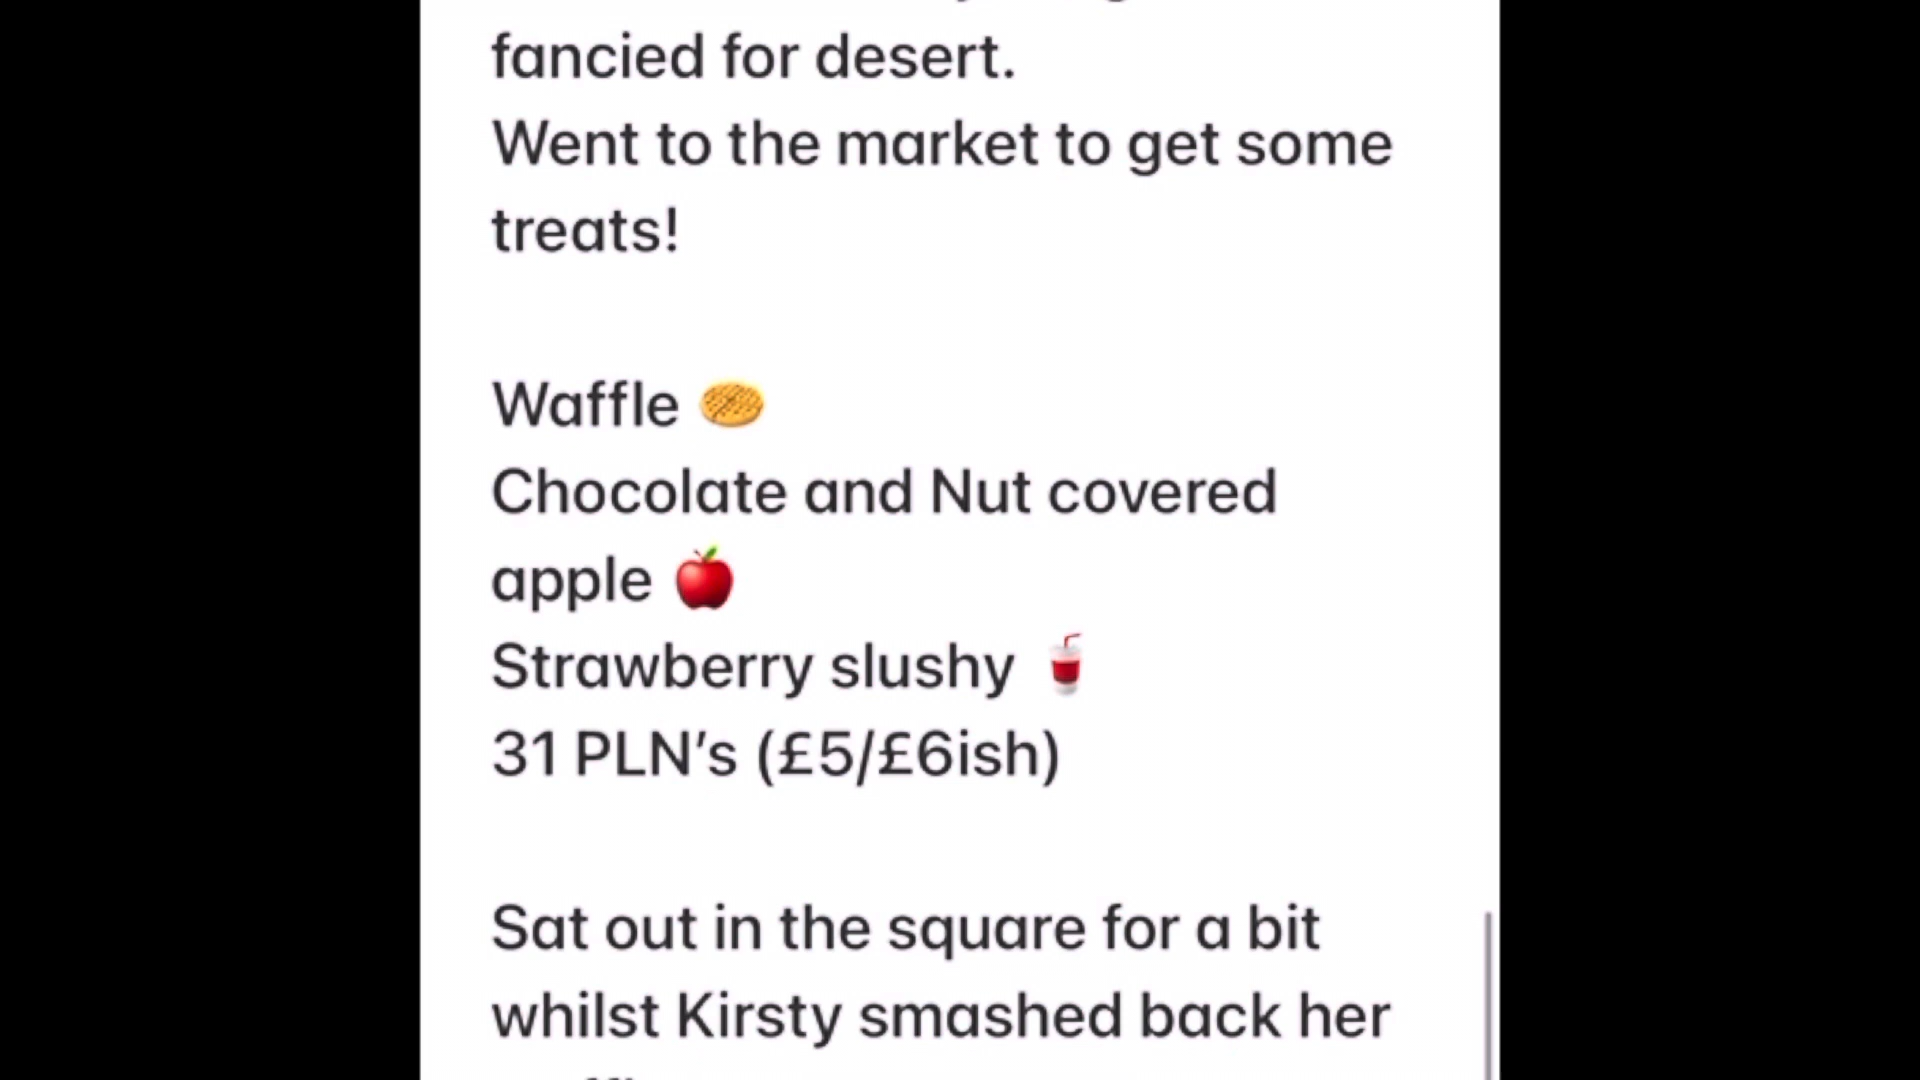 fancied for desert.
Went to the market to get some
treats!
Waffle 🧇
Chocolate and Nut covered
apple 🍎
Strawberry slushy 🥤
31 PLN’s (£5/£6ish)
Sat out in the square for a bit
whilst Kirsty smashed back her